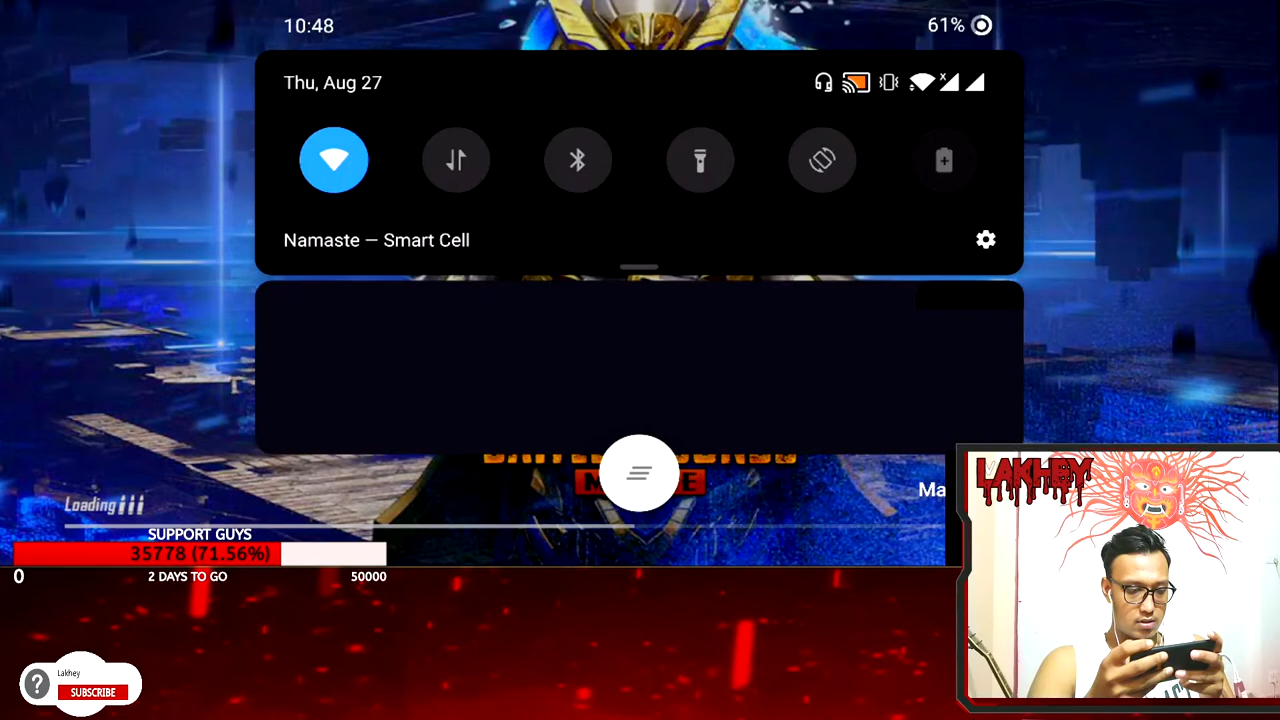 10:48
61%
Thu, Aug 27
Namaste — Smart Cell
Loading
Ma
SUPPORT GUYS
35778 (71.56%)
0
2 DAYS TO GO
50000
LAKHEY
Lakhey
SUBSCRIBE